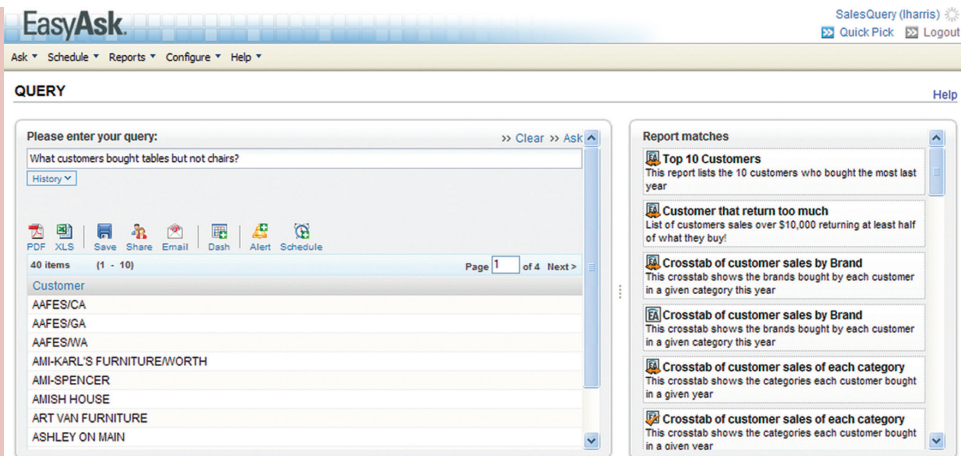 EasyAsk.
SalesQuery (lharris)
Quick Pick Logout
Ask Schedule Reports Configure Help
QUERY
Help
Please enter your query:
>> Clear >> Ask
What customers bought tables but not chairs?
History
PDF XLS Save Share Email Dash Alert Schedule
40 items (1 - 10) Page 1 of 4 Next >
Customer
AAFES/CA
AAFES/GA
AAFES/WA
AMI-KARL'S FURNITURE/WORTH
AMI-SPENCER
AMISH HOUSE
ART VAN FURNITURE
ASHLEY ON MAIN
Report matches
Top 10 Customers
This report lists the 10 customers who bought the most last
year
Customer that return too much
List of customers sales over $10,000 returning at least half
of what they buy!
Crosstab of customer sales by Brand
This crosstab shows the brands bought by each customer
in a given category this year
Crosstab of customer sales by Brand
This crosstab shows the brands bought by each customer
in a given category this year
Crosstab of customer sales of each category
This crosstab shows the categories each customer bought
in a given year
Crosstab of customer sales of each category
This crosstab shows the categories each customer bought
in a given year